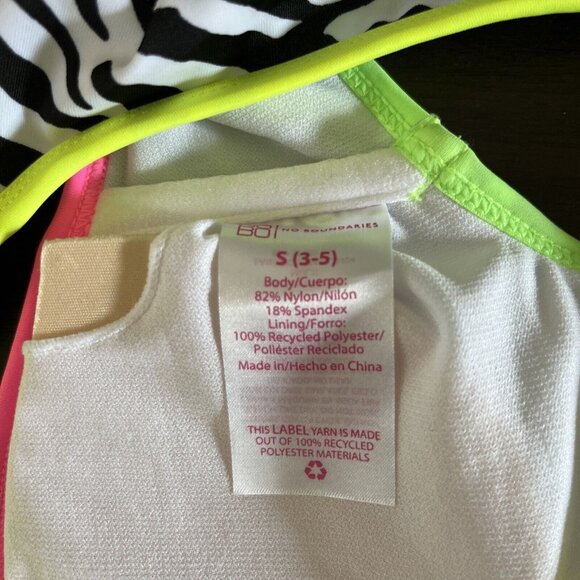 BO NO BOUNDARIES
S (3-5)
Body/Cuerpo:
82% Nylon/Nilón
18% Spandex
Lining/Forro:
100% Recycled Polyester/
Poliéster Reciclado
Made in/Hecho en China
THIS LABEL YARN IS MADE
OUT OF 100% RECYCLED
POLYESTER MATERIALS